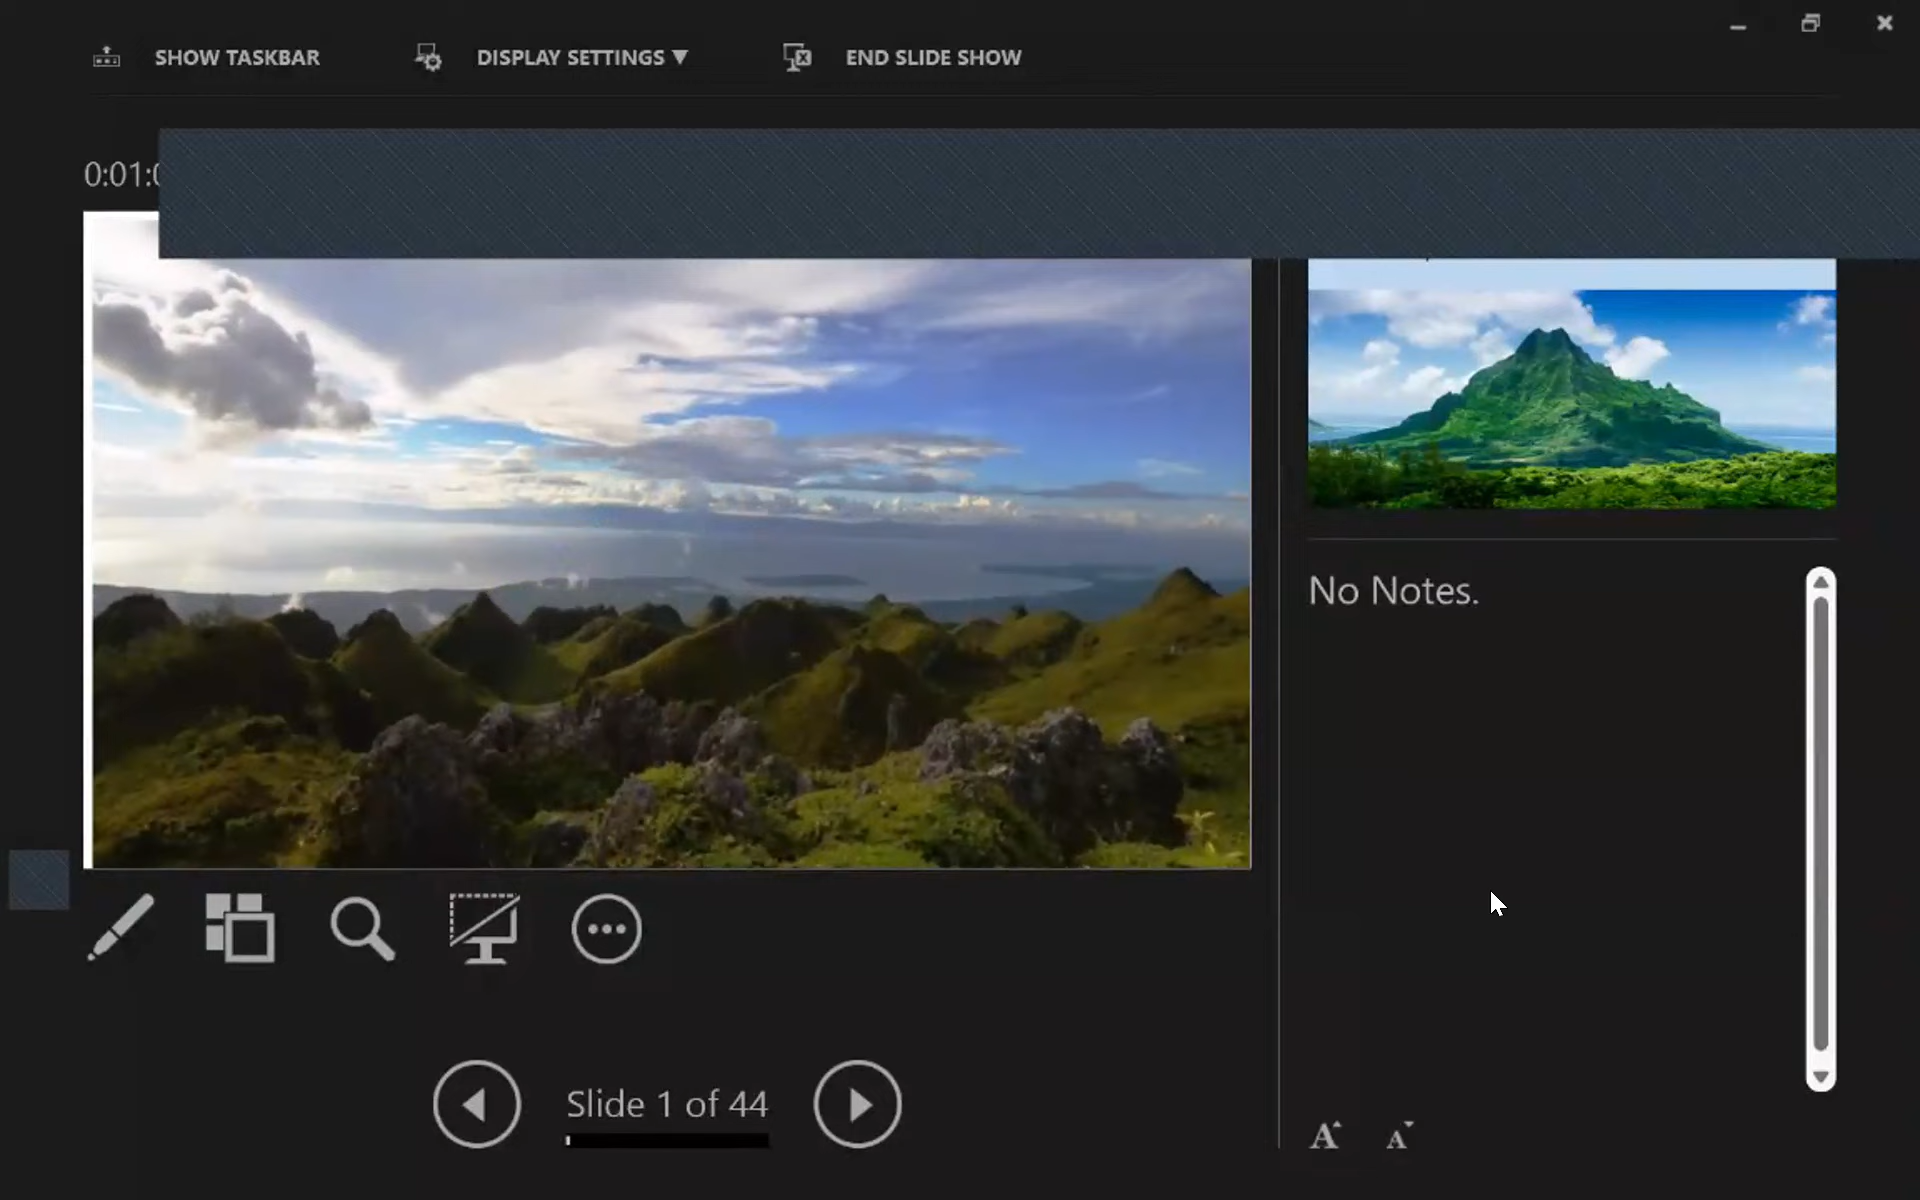 SHOW TASKBAR
DISPLAY SETTINGS ▼
END SLIDE SHOW
No Notes.
Slide 1 of 44
A
A